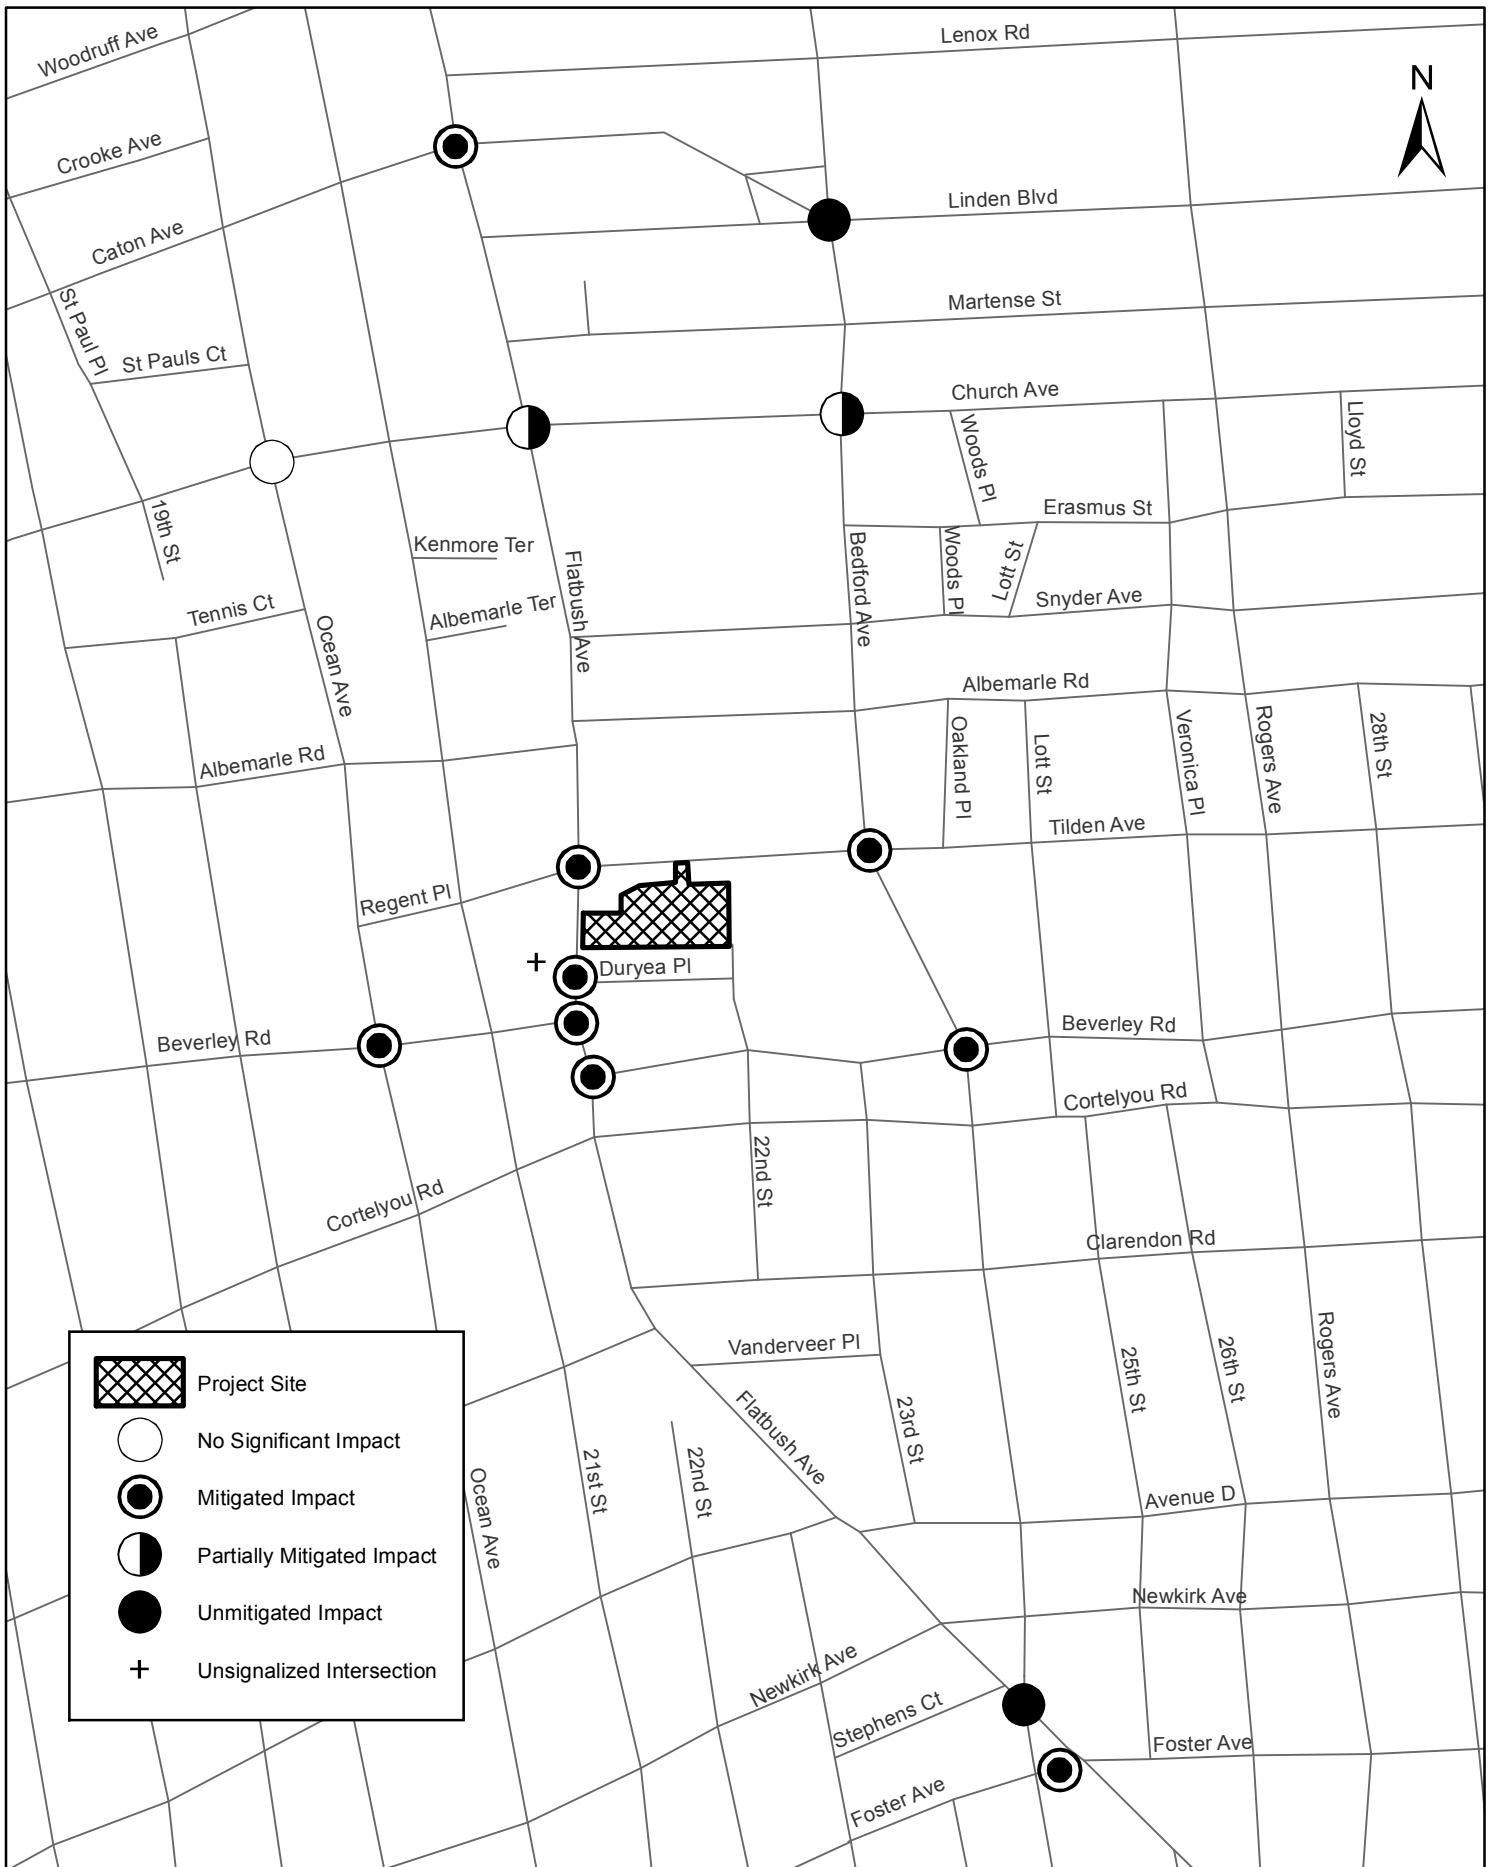 Woodruff Ave
Lenox Rd
N
Crooke Ave
Caton Ave
Linden Blvd
St Paul Pl
Martense St
St Pauls Ct
Church Ave
Lloyd St
Woods Pl
19th St
Erasmus St
Kenmore Ter
Flatbush Ave
Bedford Ave
Woods Pl
Lott St
Tennis Ct
Albemarle Ter
Snyder Ave
Ocean Ave
Albemarle Rd
Albemarle Rd
Oakland Pl
Lott St
Veronica Pl
Rogers Ave
28th St
Tilden Ave
Regent Pl
+
Duryea Pl
Beverley Rd
Beverley Rd
Cortelyou Rd
22nd St
Cortelyou Rd
Clarendon Rd
Vanderveer Pl
25th St
26th St
Rogers Ave
Flatbush Ave
23rd St
21st St
22nd St
Ocean Ave
Avenue D
Newkirk Ave
Newkirk Ave
Stephens Ct
Foster Ave
Foster Ave
Project Site
No Significant Impact
Mitigated Impact
Partially Mitigated Impact
Unmitigated Impact
+ Unsignalized Intersection